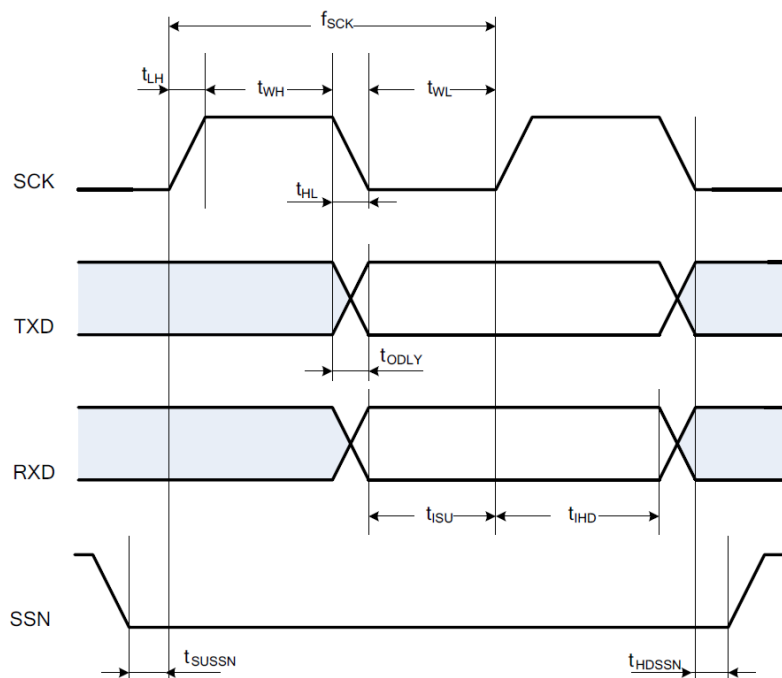 fSCK
tLH
tWH
tWL
SCK
tHL
TXD
tODLY
RXD
tISU
tIHD
SSN
tSUSSN
tHDSSN